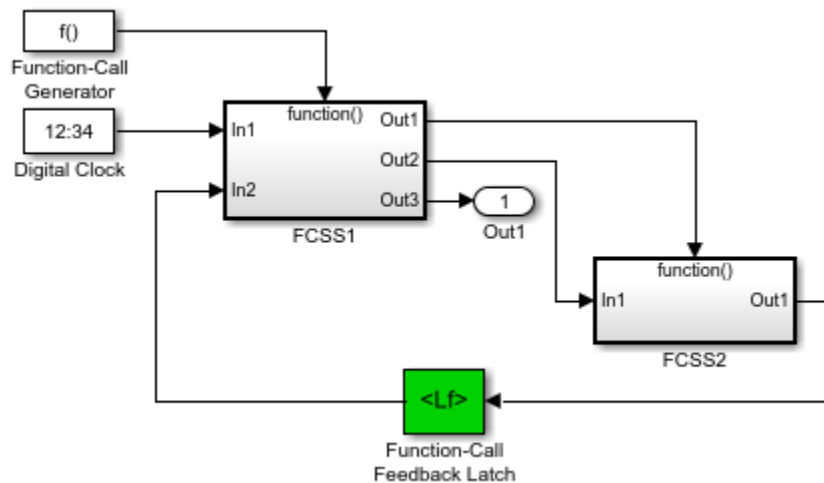 f()
Function-Call
Generator
12:34
Digital Clock
function()
In1
In2
Out1
Out2
Out3
FCSS1
1
Out1
function()
In1
Out1
FCSS2
<Lf>
Function-Call
Feedback Latch